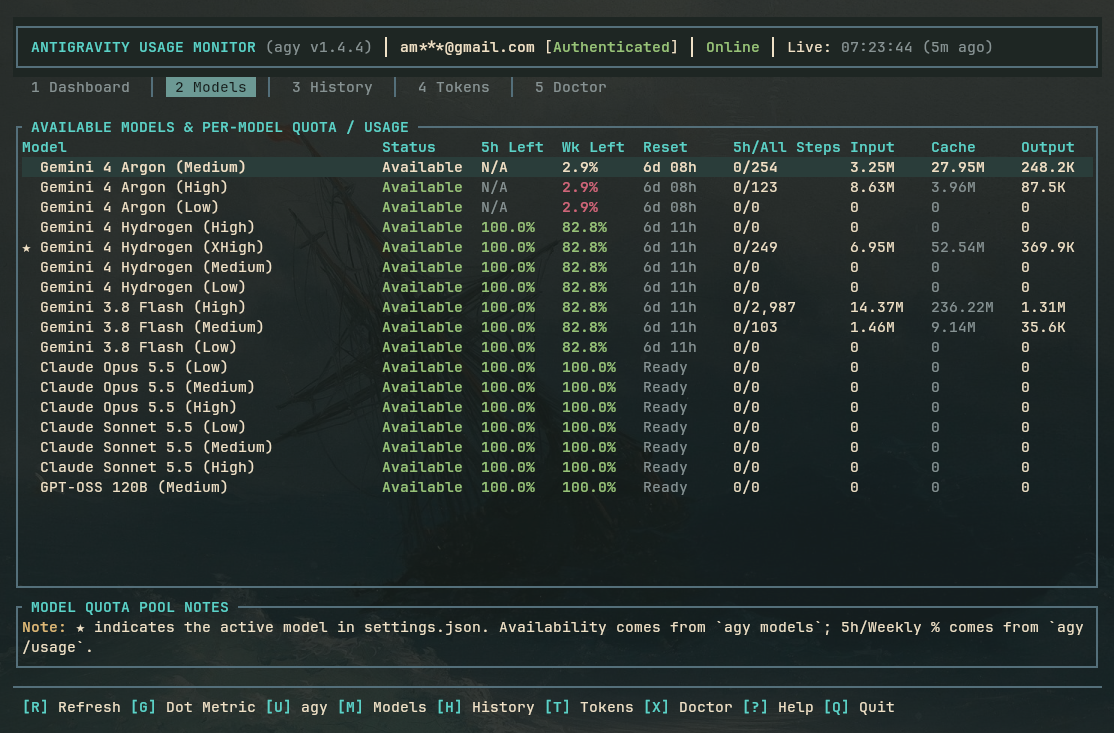 ANTIGRAVITY USAGE MONITOR (agy v1.4.4) │ am***@gmail.com [Authenticated] │ Online │ Live: 07:23:44 (5m ago)
1 Dashboard │ 2 Models │ 3 History │ 4 Tokens │ 5 Doctor
AVAILABLE MODELS & PER-MODEL QUOTA / USAGE
Model Status 5h Left Wk Left Reset 5h/All Steps Input Cache Output
Gemini 4 Argon (Medium) Available N/A 2.9% 6d 08h 0/254 3.25M 27.95M 248.2K
Gemini 4 Argon (High) Available N/A 2.9% 6d 08h 0/123 8.63M 3.96M 87.5K
Gemini 4 Argon (Low) Available N/A 2.9% 6d 08h 0/0 0 0 0
Gemini 4 Hydrogen (High) Available 100.0% 82.8% 6d 11h 0/0 0 0 0
★ Gemini 4 Hydrogen (XHigh) Available 100.0% 82.8% 6d 11h 0/249 6.95M 52.54M 369.9K
Gemini 4 Hydrogen (Medium) Available 100.0% 82.8% 6d 11h 0/0 0 0 0
Gemini 4 Hydrogen (Low) Available 100.0% 82.8% 6d 11h 0/0 0 0 0
Gemini 3.8 Flash (High) Available 100.0% 82.8% 6d 11h 0/2,987 14.37M 236.22M 1.31M
Gemini 3.8 Flash (Medium) Available 100.0% 82.8% 6d 11h 0/103 1.46M 9.14M 35.6K
Gemini 3.8 Flash (Low) Available 100.0% 82.8% 6d 11h 0/0 0 0 0
Claude Opus 5.5 (Low) Available 100.0% 100.0% Ready 0/0 0 0 0
Claude Opus 5.5 (Medium) Available 100.0% 100.0% Ready 0/0 0 0 0
Claude Opus 5.5 (High) Available 100.0% 100.0% Ready 0/0 0 0 0
Claude Sonnet 5.5 (Low) Available 100.0% 100.0% Ready 0/0 0 0 0
Claude Sonnet 5.5 (Medium) Available 100.0% 100.0% Ready 0/0 0 0 0
Claude Sonnet 5.5 (High) Available 100.0% 100.0% Ready 0/0 0 0 0
GPT-OSS 120B (Medium) Available 100.0% 100.0% Ready 0/0 0 0 0
MODEL QUOTA POOL NOTES
Note: ★ indicates the active model in settings.json. Availability comes from `agy models`; 5h/Weekly % comes from `agy
/usage`.
[R] Refresh [G] Dot Metric [U] agy [M] Models [H] History [T] Tokens [X] Doctor [?] Help [Q] Quit